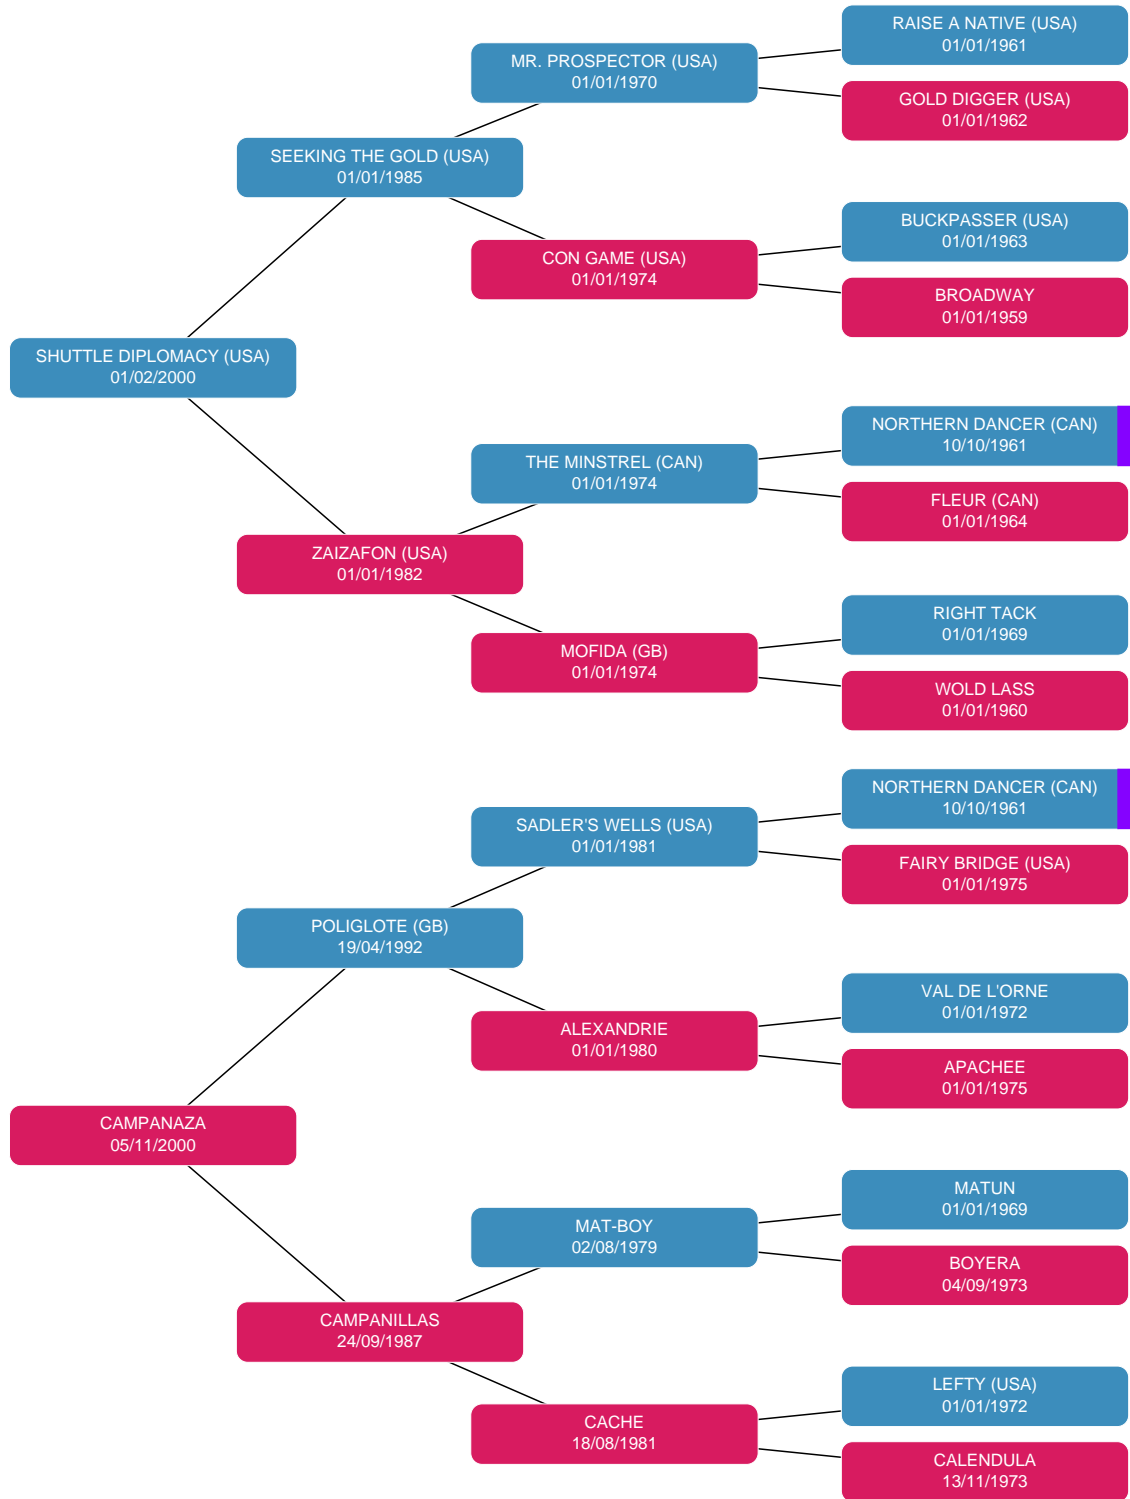 RAISE A NATIVE (USA)
01/01/1961
MR. PROSPECTOR (USA)
01/01/1970
GOLD DIGGER (USA)
01/01/1962
SEEKING THE GOLD (USA)
01/01/1985
BUCKPASSER (USA)
01/01/1963
CON GAME (USA)
01/01/1974
BROADWAY
01/01/1959
SHUTTLE DIPLOMACY (USA)
01/02/2000
NORTHERN DANCER (CAN)
10/10/1961
THE MINSTREL (CAN)
01/01/1974
FLEUR (CAN)
01/01/1964
ZAIZAFON (USA)
01/01/1982
RIGHT TACK
01/01/1969
MOFIDA (GB)
01/01/1974
WOLD LASS
01/01/1960
NORTHERN DANCER (CAN)
10/10/1961
SADLER'S WELLS (USA)
01/01/1981
FAIRY BRIDGE (USA)
01/01/1975
POLIGLOTE (GB)
19/04/1992
VAL DE L'ORNE
01/01/1972
ALEXANDRIE
01/01/1980
APACHEE
01/01/1975
CAMPANAZA
05/11/2000
MATUN
01/01/1969
MAT-BOY
02/08/1979
BOYERA
04/09/1973
CAMPANILLAS
24/09/1987
LEFTY (USA)
01/01/1972
CACHE
18/08/1981
CALENDULA
13/11/1973